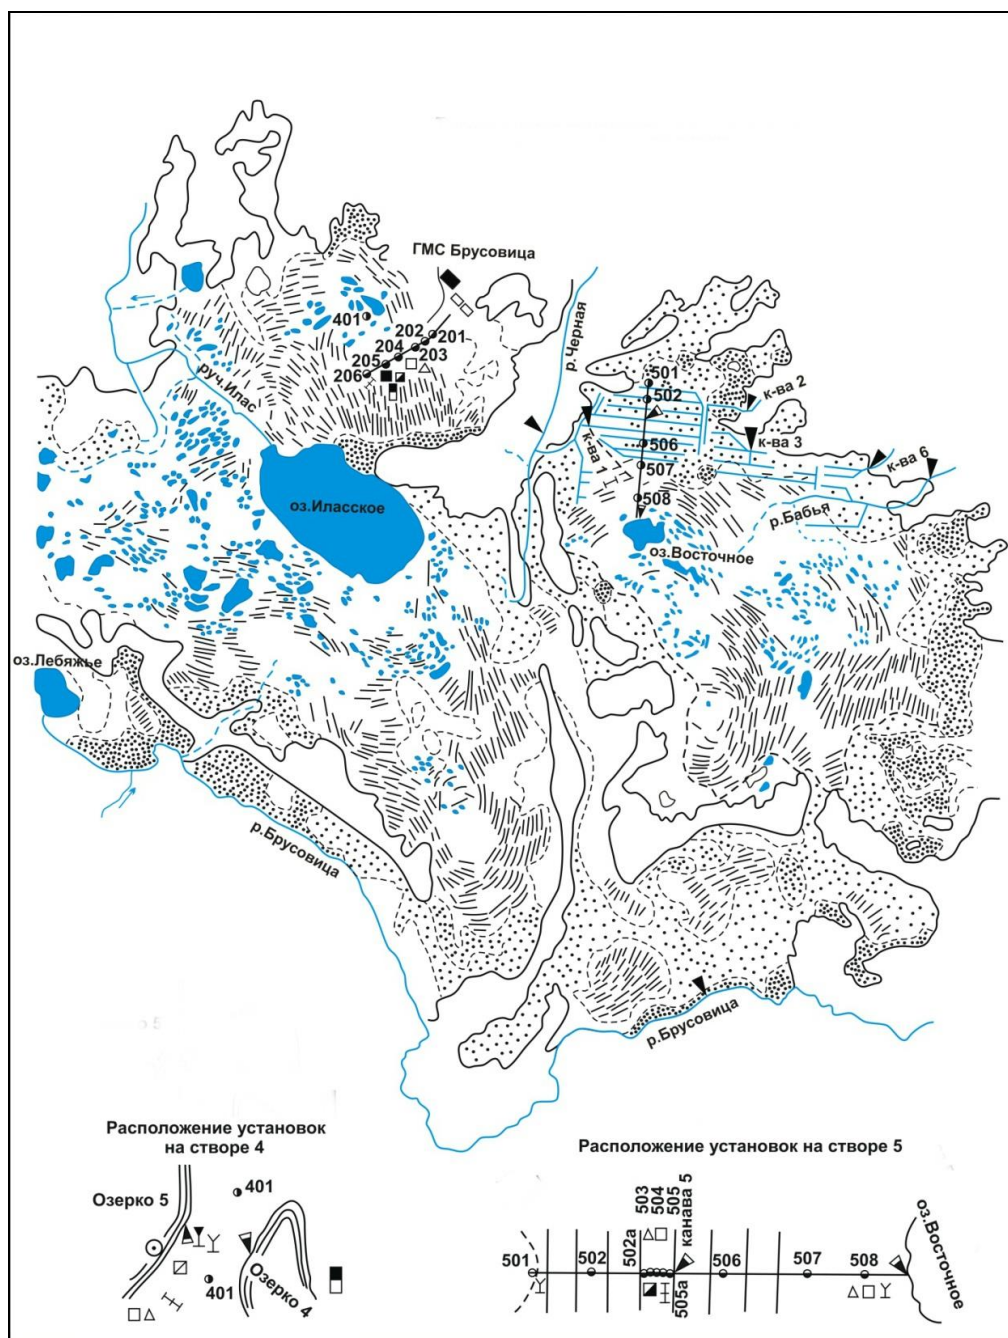 ГМС Брусовица
401
202
201
204
203
205
206
руч.Илас
р.Черная
501
502
к-ва 2
506
к-ва 3
к-ва 1
507
к-ва 6
508
р.Бабья
оз.Иласское
оз.Восточное
оз.Лебяжье
р.Брусовица
р.Брусовица
Расположение установок
на створе 4
Озерко 5
401
401
Озерко 4
Расположение установок на створе 5
501
502
502а
503
504
505
канава 5
505а
506
507
508
оз.Восточное